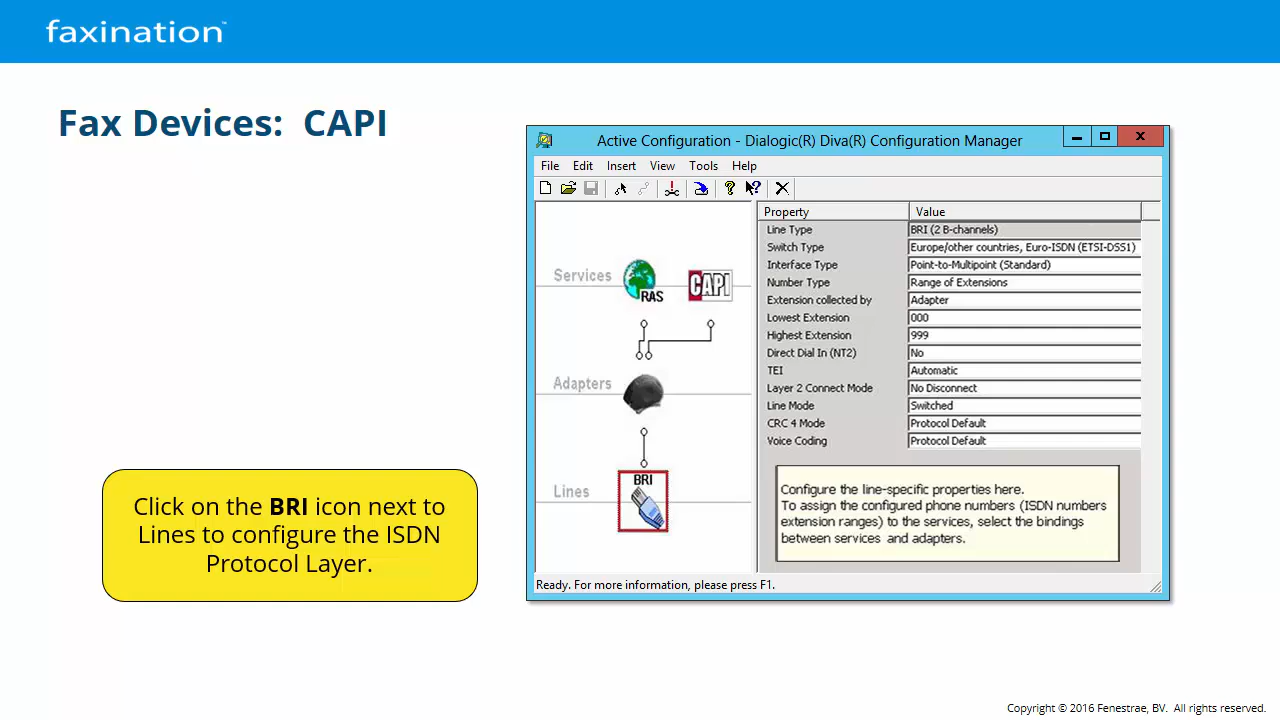 faxination™
Fax Devices: CAPI
Click on the BRI icon next to
Lines to configure the ISDN
Protocol Layer.
Active Configuration - Dialogic(R) Diva(R) Configuration Manager
File Edit Insert View Tools Help
Services
RAS
CAPI
Adapters
Lines
BRI
Property Value
Line Type BRI (2 B-channels)
Switch Type Europe/other countries, Euro-ISDN (ETSI-DSS1)
Interface Type Point-to-Multipoint (Standard)
Number Type Range of Extensions
Extension collected by Adapter
Lowest Extension 000
Highest Extension 999
Direct Dial In (NT2) No
TEI Automatic
Layer 2 Connect Mode No Disconnect
Line Mode Switched
CRC 4 Mode Protocol Default
Voice Coding Protocol Default
Configure the line-specific properties here.
To assign the configured phone numbers (ISDN numbers
extension ranges) to the services, select the bindings
between services and adapters.
Ready. For more information, please press F1.
Copyright © 2016 Fenestrae, BV. All rights reserved.